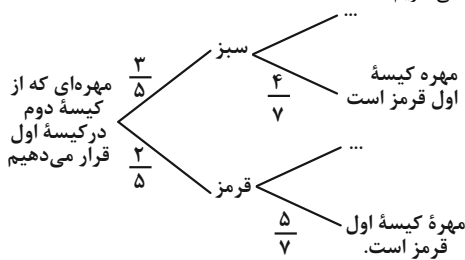 ...
سبز
۳
۵
۴
۷
مهره کیسهٔ
اول قرمز است
مهره‌ای که از
کیسهٔ دوم
درکیسهٔ اول
قرار می‌دهیم
۲
۵
...
قرمز
۵
۷
مهرهٔ کیسهٔ اول
قرمز است.